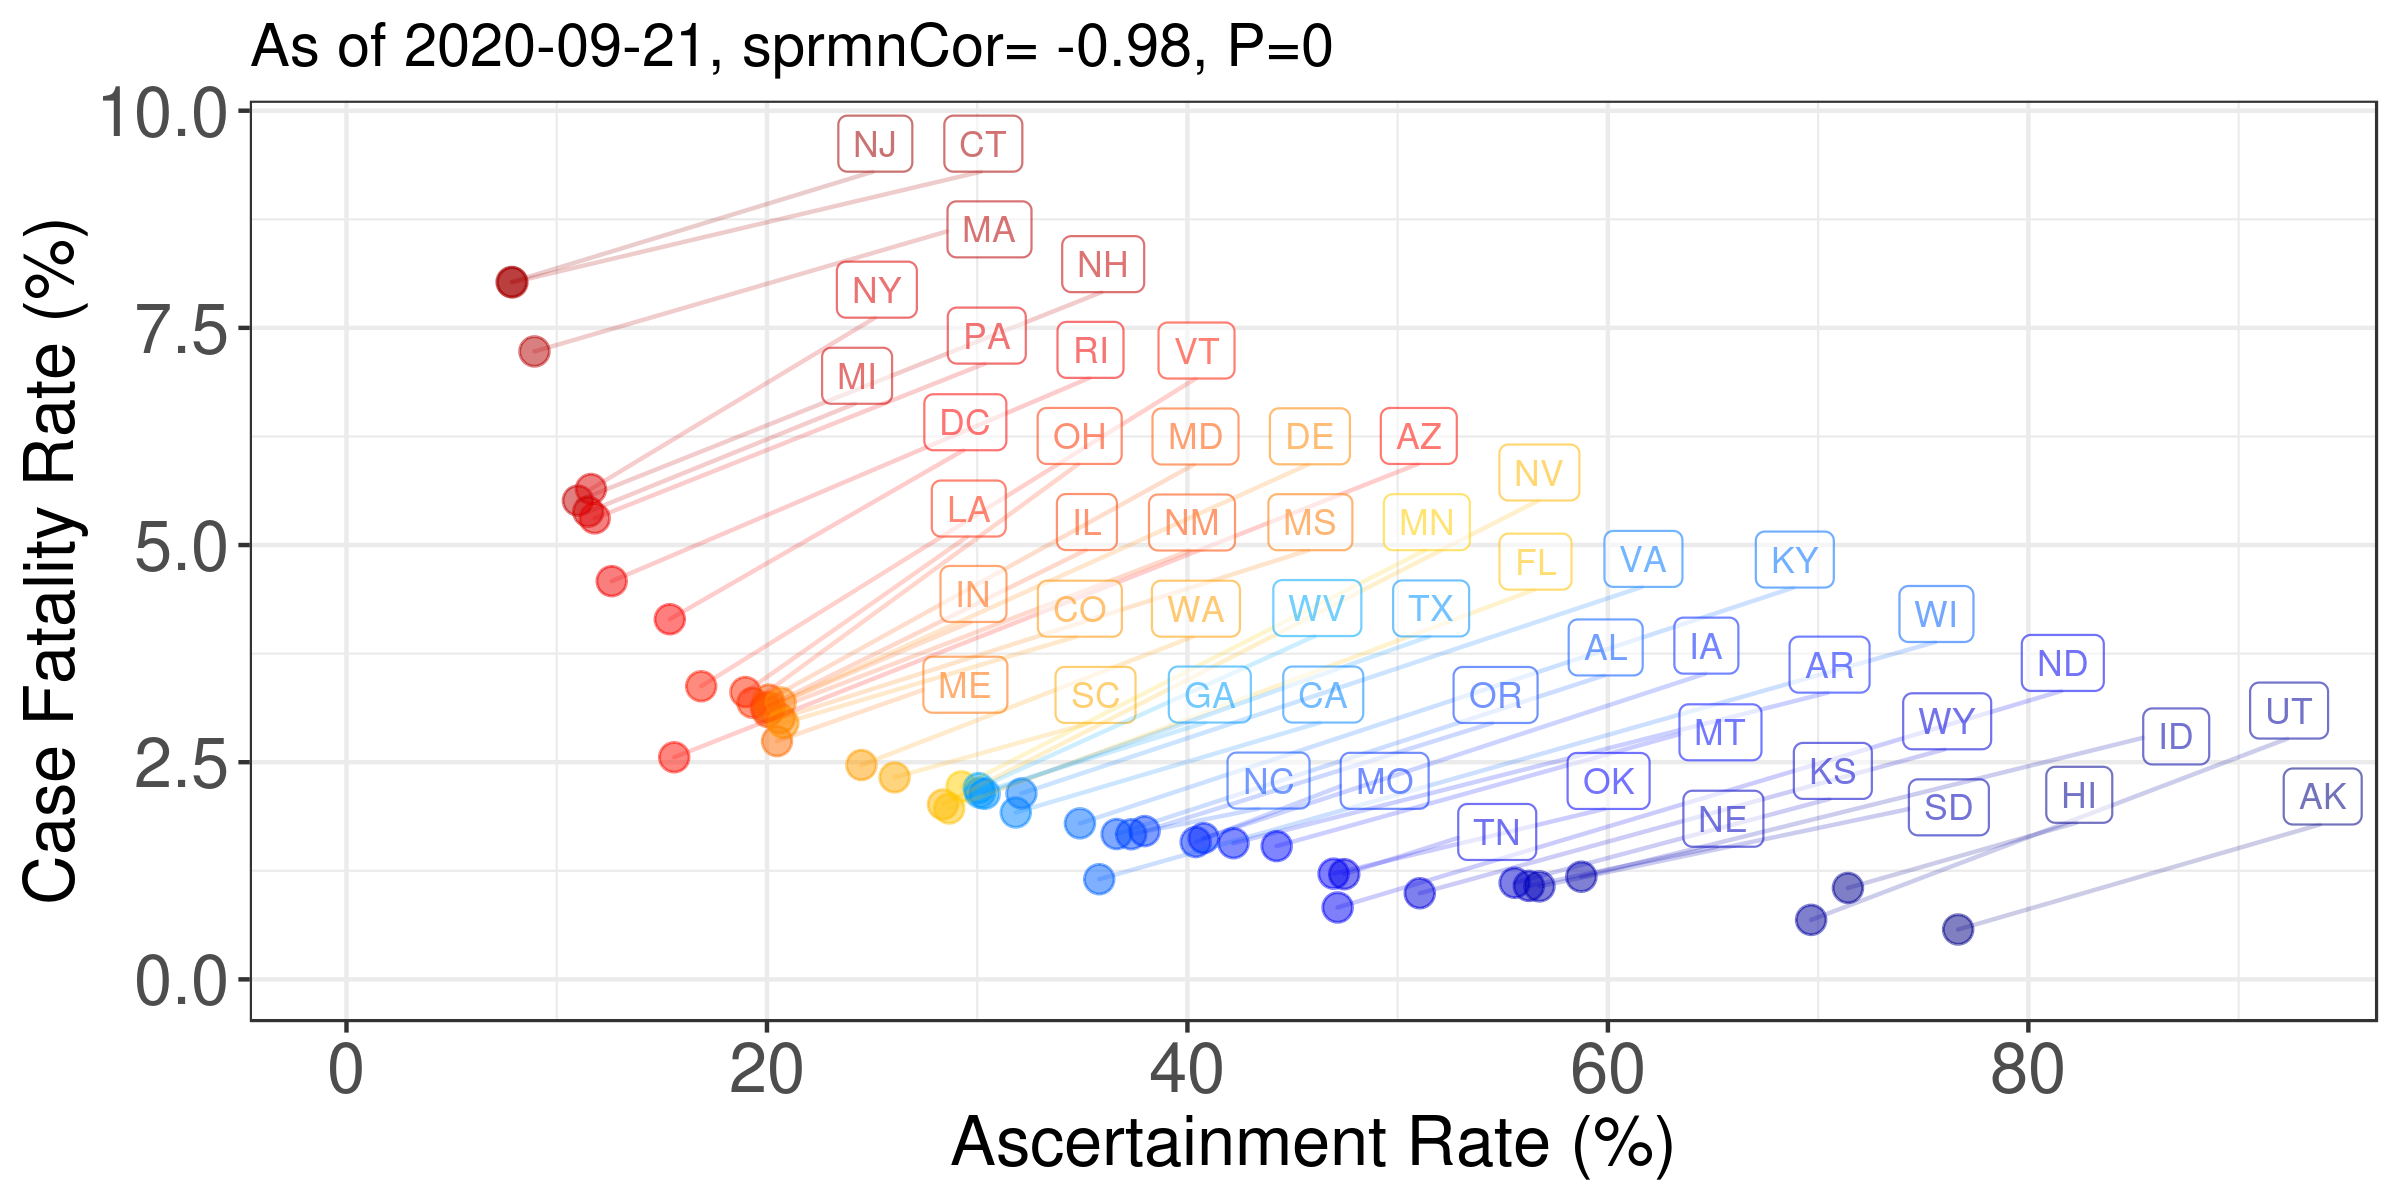 As of 2020-09-21, sprmnCor= -0.98, P=0
Case Fatality Rate (%)
10.0
7.5
5.0
2.5
0.0
NJ CT
MA
NH
NY
PA RI VT
MI
DC OH MD DE AZ
NV
LA IL NM MS MN
FL VA KY
IN CO WA WV TX WI
AL IA AR ND
ME SC GA CA OR
MT WY ID UT
NC MO OK KS HI AK
TN NE SD
0 20 40 60 80
Ascertainment Rate (%)